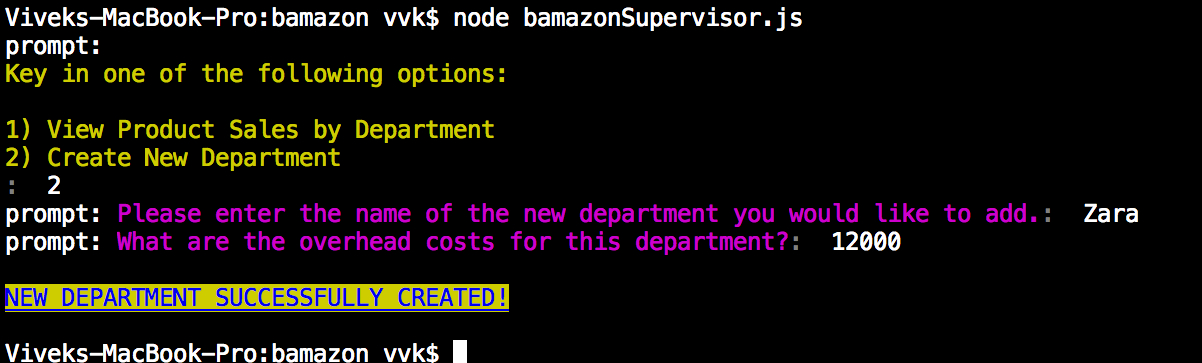 Viveks-MacBook-Pro:bamazon vvk$ node bamazonSupervisor.js
prompt:
Key in one of the following options:
1) View Product Sales by Department
2) Create New Department
:  2
prompt: Please enter the name of the new department you would like to add.:  Zara
prompt: What are the overhead costs for this department?:  12000
NEW DEPARTMENT SUCCESSFULLY CREATED!
Viveks-MacBook-Pro:bamazon vvk$